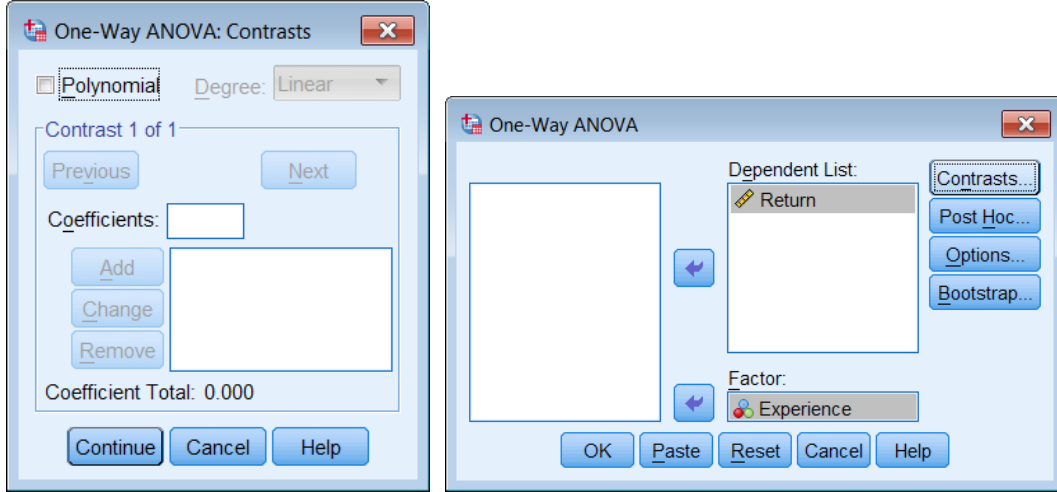 One-Way ANOVA: Contrasts
Polynomial Degree: Linear
Contrast 1 of 1
Previous Next
Coefficients:
Add
Change
Remove
Coefficient Total: 0.000
Continue Cancel Help
One-Way ANOVA
Dependent List:
Return
Contrasts...
Post Hoc...
Options...
Bootstrap...
Factor:
Experience
OK Paste Reset Cancel Help